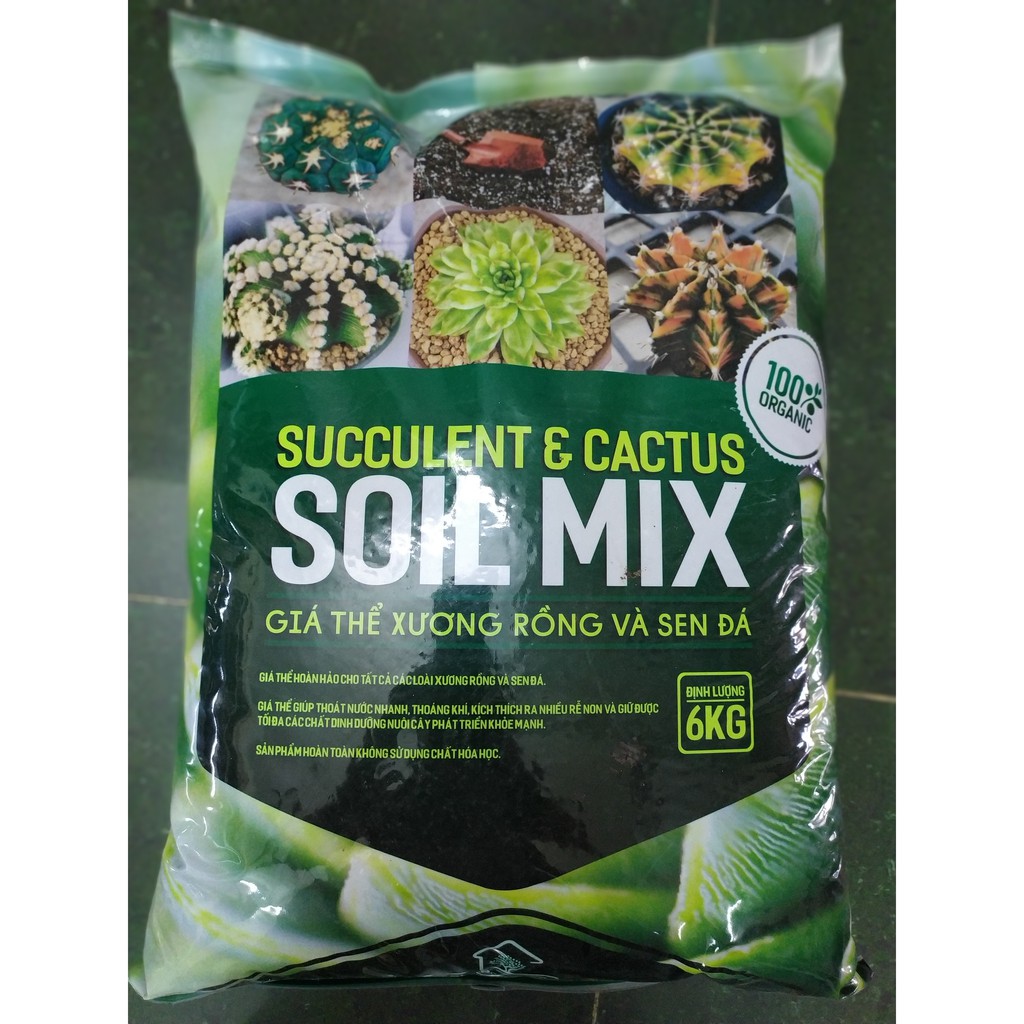 100%
ORGANIC
SUCCULENT & CACTUS
SOIL MIX
GIÁ THỂ XƯƠNG RỒNG VÀ SEN ĐÁ
GIÁ THỂ HOÀN HẢO CHO TẤT CẢ CÁC LOÀI XƯƠNG RỒNG VÀ SEN ĐÁ.
GIÁ THỂ GIÚP THOÁT NƯỚC NHANH, THOÁNG KHÍ, KÍCH THÍCH RA NHIỀU RỄ NON VÀ GIỮ ĐƯỢC
TỐI ĐA CÁC CHẤT DINH DƯỠNG NUÔI CÂY PHÁT TRIỂN KHỎE MẠNH.
SẢN PHẨM HOÀN TOÀN KHÔNG SỬ DỤNG CHẤT HÓA HỌC.
ĐỊNH LƯỢNG
6KG